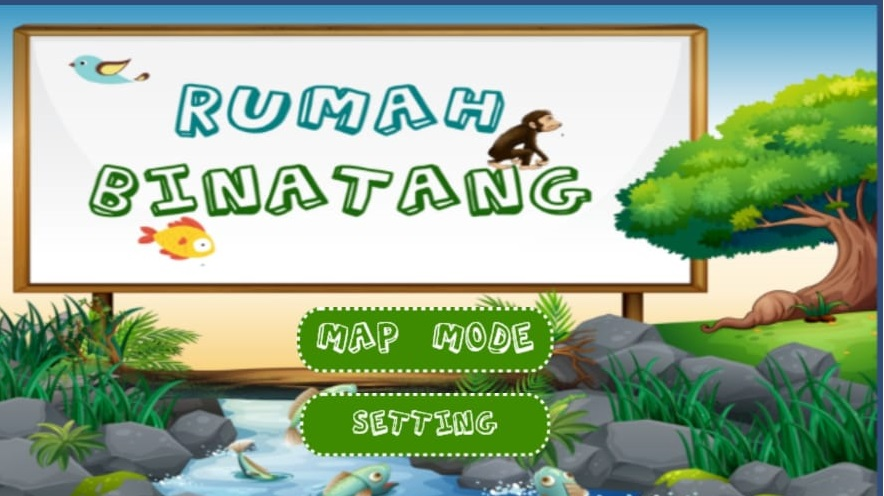 RUMAH
BINATANG
MAP MODE
SETTING